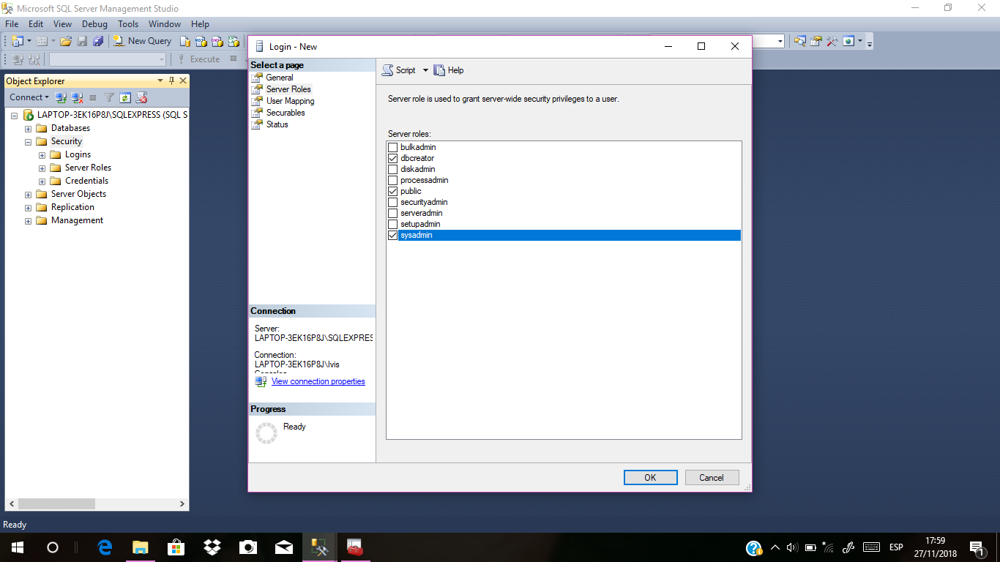 Microsoft SQL Server Management Studio
File Edit View Debug Tools Window Help
New Query
Execute
Object Explorer
Connect
LAPTOP-3EK16P8J\SQLEXPRESS (SQL S
Databases
Security
Logins
Server Roles
Credentials
Server Objects
Replication
Management
Login - New
Select a page
General
Server Roles
User Mapping
Securables
Status
Connection
Server:
LAPTOP-3EK16P8J\SQLEXPRES
Connection:
LAPTOP-3EK16P8J\Ivis
View connection properties
Progress
Ready
Script Help
Server role is used to grant server-wide security privileges to a user.
Server roles:
bulkadmin
dbcreator
diskadmin
processadmin
public
securityadmin
serveradmin
setupadmin
sysadmin
OK Cancel
Ready
ESP
17:59
27/11/2018
1